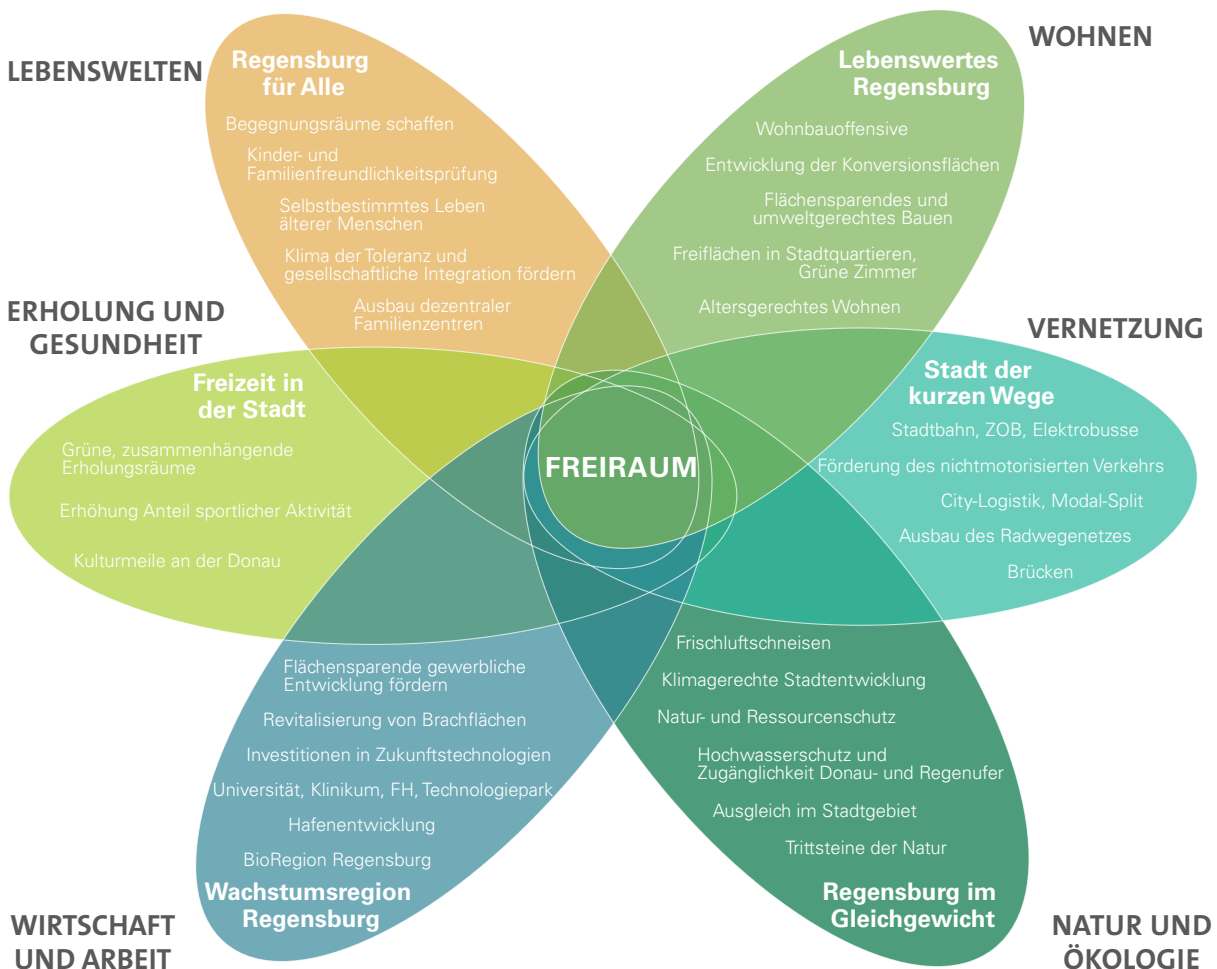 LEBENSWELTEN
Regensburg
für Alle
Begegnungsräume schaffen
Kinder- und
Familienfreundlichkeitsprüfung
Selbstbestimmtes Leben
älterer Menschen
Klima der Toleranz und
gesellschaftliche Integration fördern
Ausbau dezentraler
Familienzentren
WOHNEN
Lebenswertes
Regensburg
Wohnbauoffensive
Entwicklung der Konversionsflächen
Flächensparendes und
umweltgerechtes Bauen
Freiflächen in Stadtquartieren,
Grüne Zimmer
Altersgerechtes Wohnen
ERHOLUNG UND
GESUNDHEIT
Freizeit in
der Stadt
Grüne, zusammenhängende
Erholungsräume
Erhöhung Anteil sportlicher Aktivität
Kulturmeile an der Donau
FREIRAUM
VERNETZUNG
Stadt der
kurzen Wege
Stadtbahn, ZOB, Elektrobusse
Förderung des nichtmotorisierten Verkehrs
City-Logistik, Modal-Split
Ausbau des Radwegenetzes
Brücken
Flächensparende gewerbliche
Entwicklung fördern
Revitalisierung von Brachflächen
Investitionen in Zukunftstechnologien
Universität, Klinikum, FH, Technologiepark
Hafenentwicklung
BioRegion Regensburg
Wachstumsregion
Regensburg
WIRTSCHAFT
UND ARBEIT
Frischluftschneisen
Klimagerechte Stadtentwicklung
Natur- und Ressourcenschutz
Hochwasserschutz und
Zugänglichkeit Donau- und Regenufer
Ausgleich im Stadtgebiet
Trittsteine der Natur
Regensburg im
Gleichgewicht
NATUR UND
ÖKOLOGIE